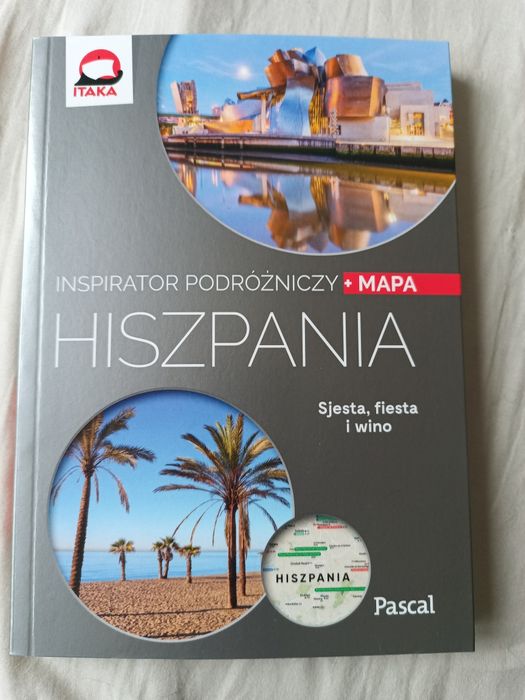 ITAKA
INSPIRATOR PODRÓŻNICZY + MAPA
HISZPANIA
Sjesta, fiesta
i wino
HISZPANIA
Pascal